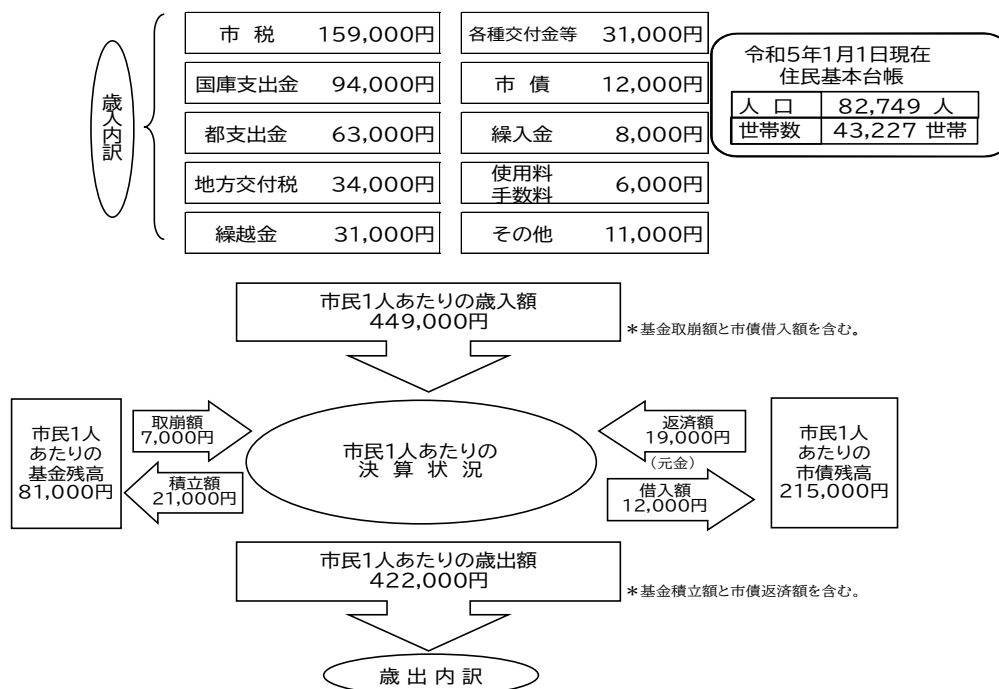 歳入内訳
市 税 159,000円
国庫支出金 94,000円
都支出金 63,000円
地方交付税 34,000円
繰越金 31,000円
各種交付金等 31,000円
市 債 12,000円
繰入金 8,000円
使用料
手数料 6,000円
その他 11,000円
令和5年1月1日現在
住民基本台帳
人 口 82,749 人
世帯数 43,227 世帯
市民1人あたりの歳入額
449,000円
*基金取崩額と市債借入額を含む。
市民1人
あたりの
基金残高
81,000円
取崩額
7,000円
積立額
21,000円
市民1人あたりの
決 算 状 況
返済額
19,000円
(元金)
借入額
12,000円
市民1人
あたりの
市債残高
215,000円
市民1人あたりの歳出額
422,000円
*基金積立額と市債返済額を含む。
歳 出 内 訳